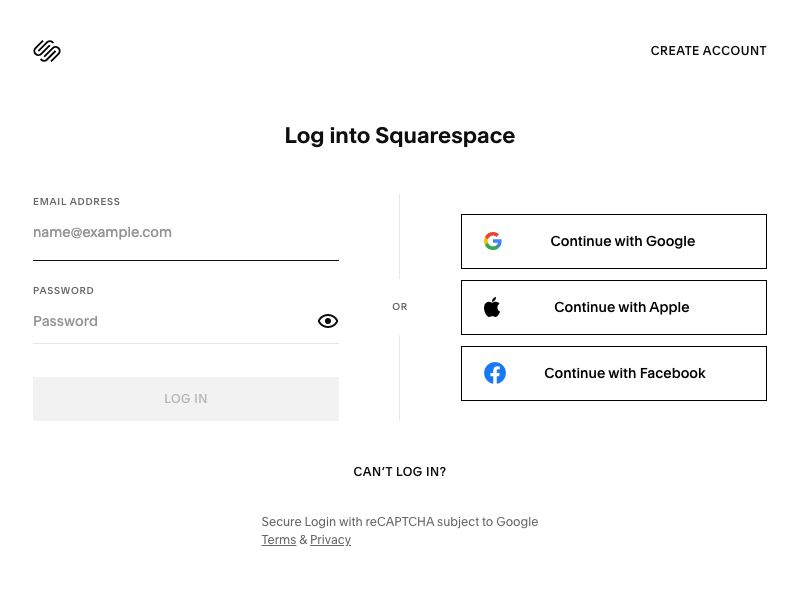 CREATE ACCOUNT
Log into Squarespace
EMAIL ADDRESS
name@example.com
PASSWORD
Password
LOG IN
OR
Continue with Google
Continue with Apple
Continue with Facebook
CAN'T LOG IN?
Secure Login with reCAPTCHA subject to Google
Terms & Privacy